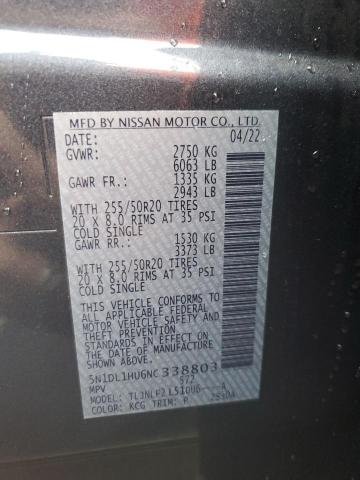 MFD BY NISSAN MOTOR CO., LTD.
DATE: 04/22
GVWR: 2750 KG
6063 LB
GAWR FR.: 1335 KG
2943 LB
WITH 255/50R20 TIRES
20 X 8.0 RIMS AT 35 PSI
COLD SINGLE
GAWR RR.: 1530 KG
3373 LB
WITH 255/50R20 TIRES
20 X 8.0 RIMS AT 35 PSI
COLD SINGLE
THIS VEHICLE CONFORMS TO
ALL APPLICABLE FEDERAL
MOTOR VEHICLE SAFETY AND
THEFT PREVENTION
STANDARDS IN EFFECT ON
THE DATE OF MANUFACTURE
SHOWN ABOVE.
5N1DL1HU6NC338803
MPV 572
COLOR: KCG TRIM: P